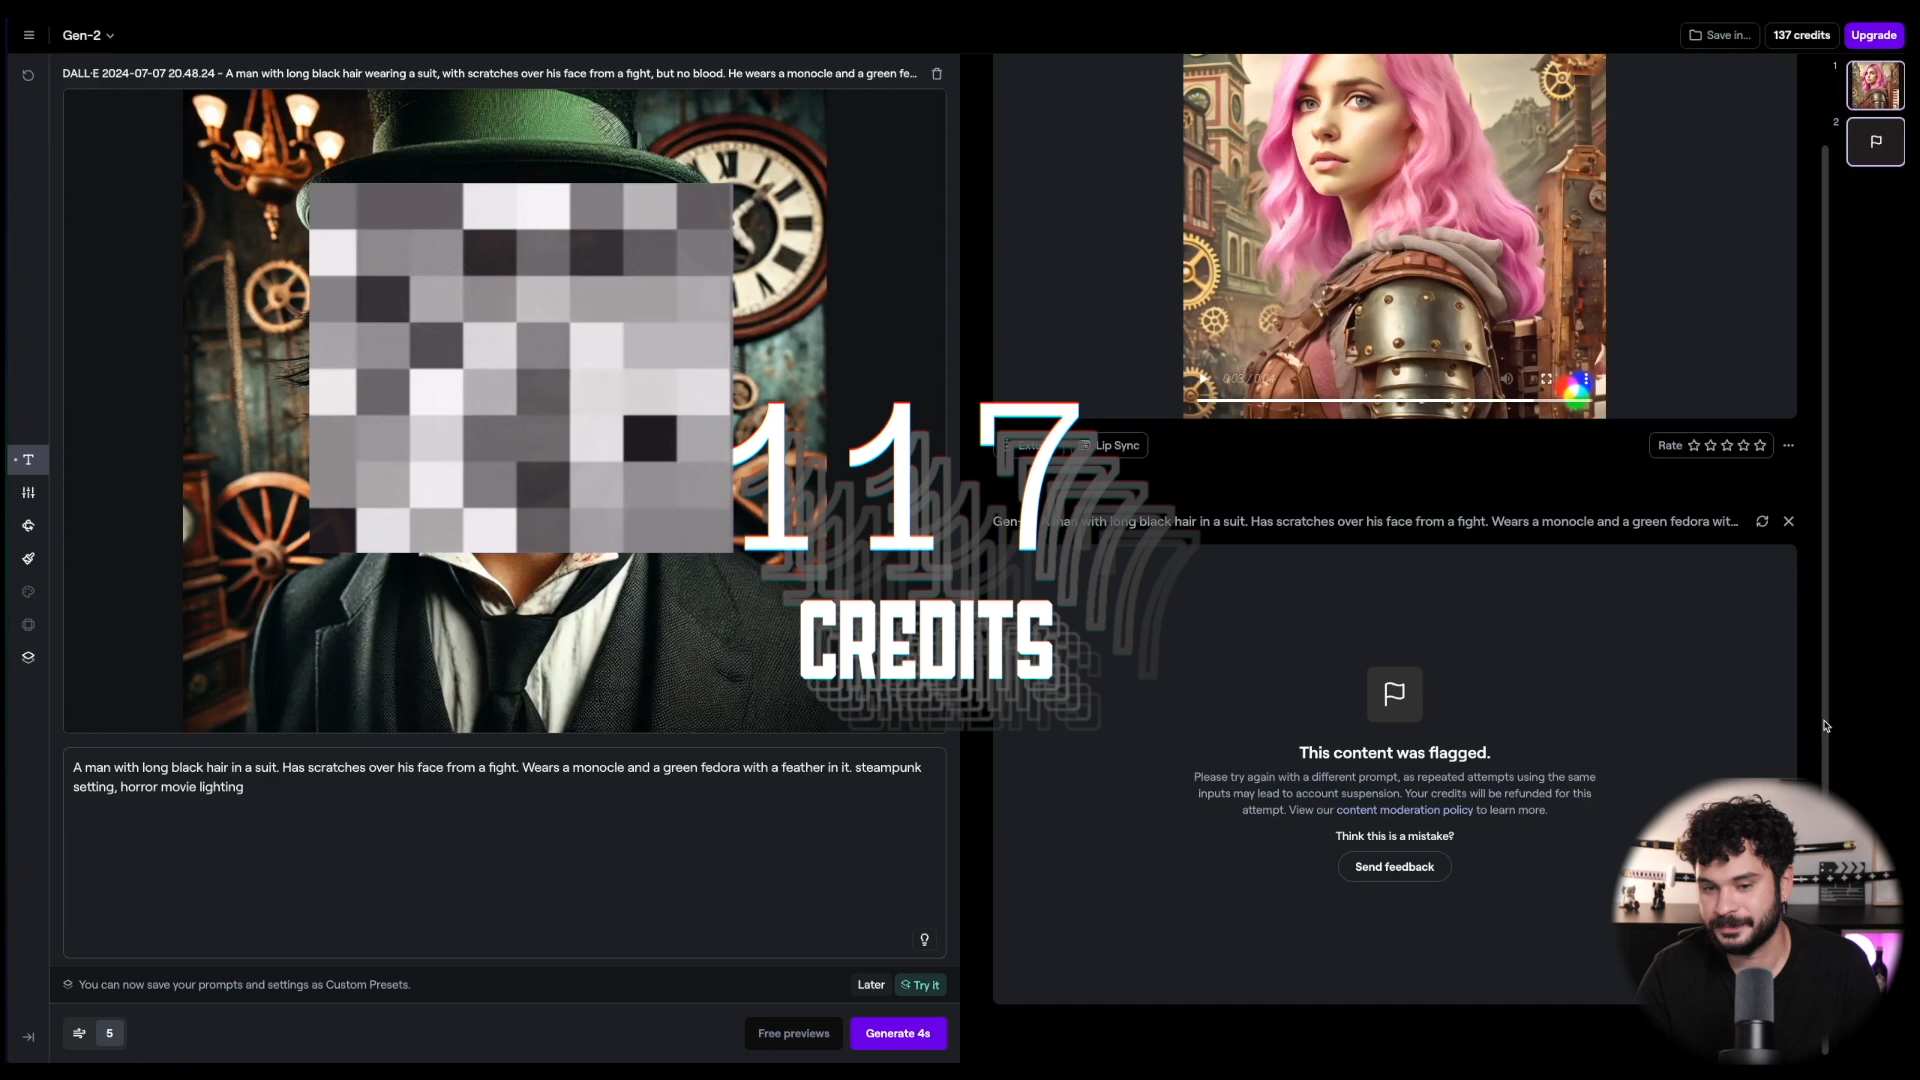 Gen-2
Save in...
137 credits
Upgrade
DALL·E 2024-07-07 20.48.24 - A man with long black hair wearing a suit, with scratches over his face from a fight, but no blood. He wears a monocle and a green fe...
1
2
0:03 / 0:04
Lip Sync
Rate
117
CREDITS
man with long black hair in a suit. Has scratches over his face from a fight. Wears a monocle and a green fedora wit...
This content was flagged.
Please try again with a different prompt, as repeated attempts using the same
inputs may lead to account suspension. Your credits will be refunded for this
attempt. View our content moderation policy to learn more.
Think this is a mistake?
Send feedback
A man with long black hair in a suit. Has scratches over his face from a fight. Wears a monocle and a green fedora with a feather in it. steampunk
setting, horror movie lighting
You can now save your prompts and settings as Custom Presets.
Later
Try it
5
Free previews
Generate 4s